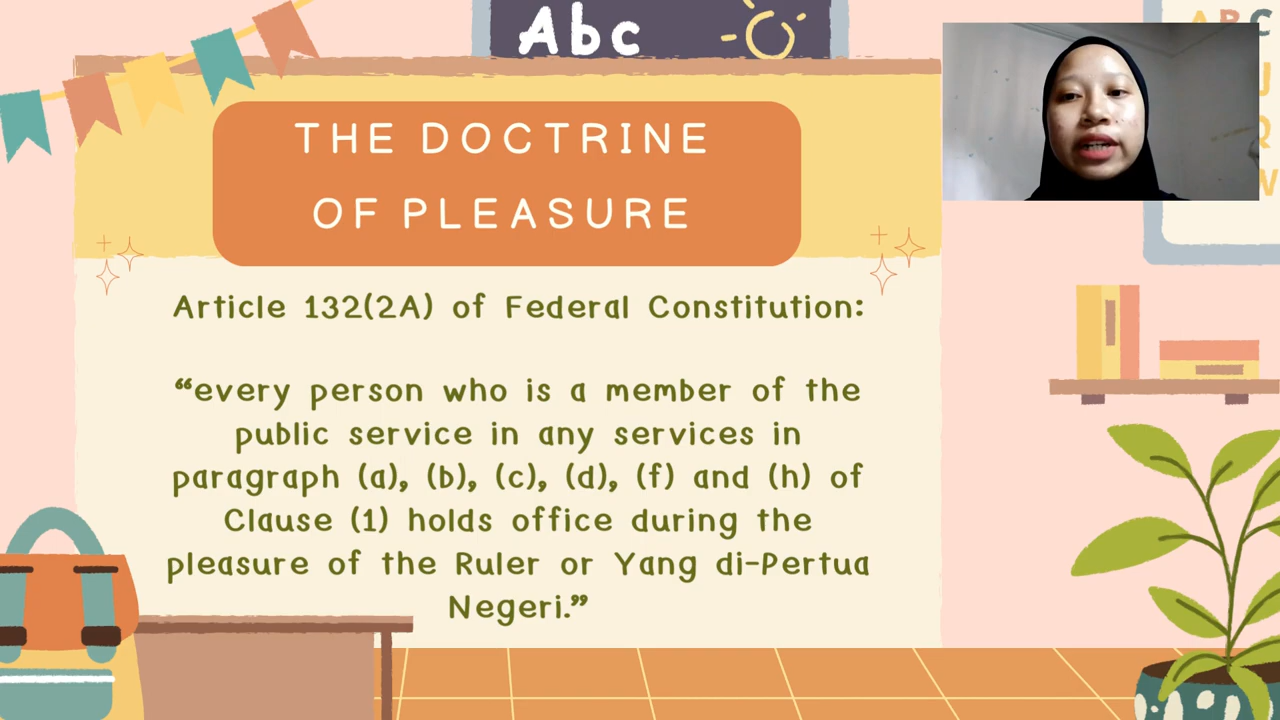 Abc
A B C
J
R
W
THE DOCTRINE
OF PLEASURE
Article 132(2A) of Federal Constitution:
“every person who is a member of the
public service in any services in
paragraph (a), (b), (c), (d), (f) and (h) of
Clause (1) holds office during the
pleasure of the Ruler or Yang di-Pertua
Negeri.”